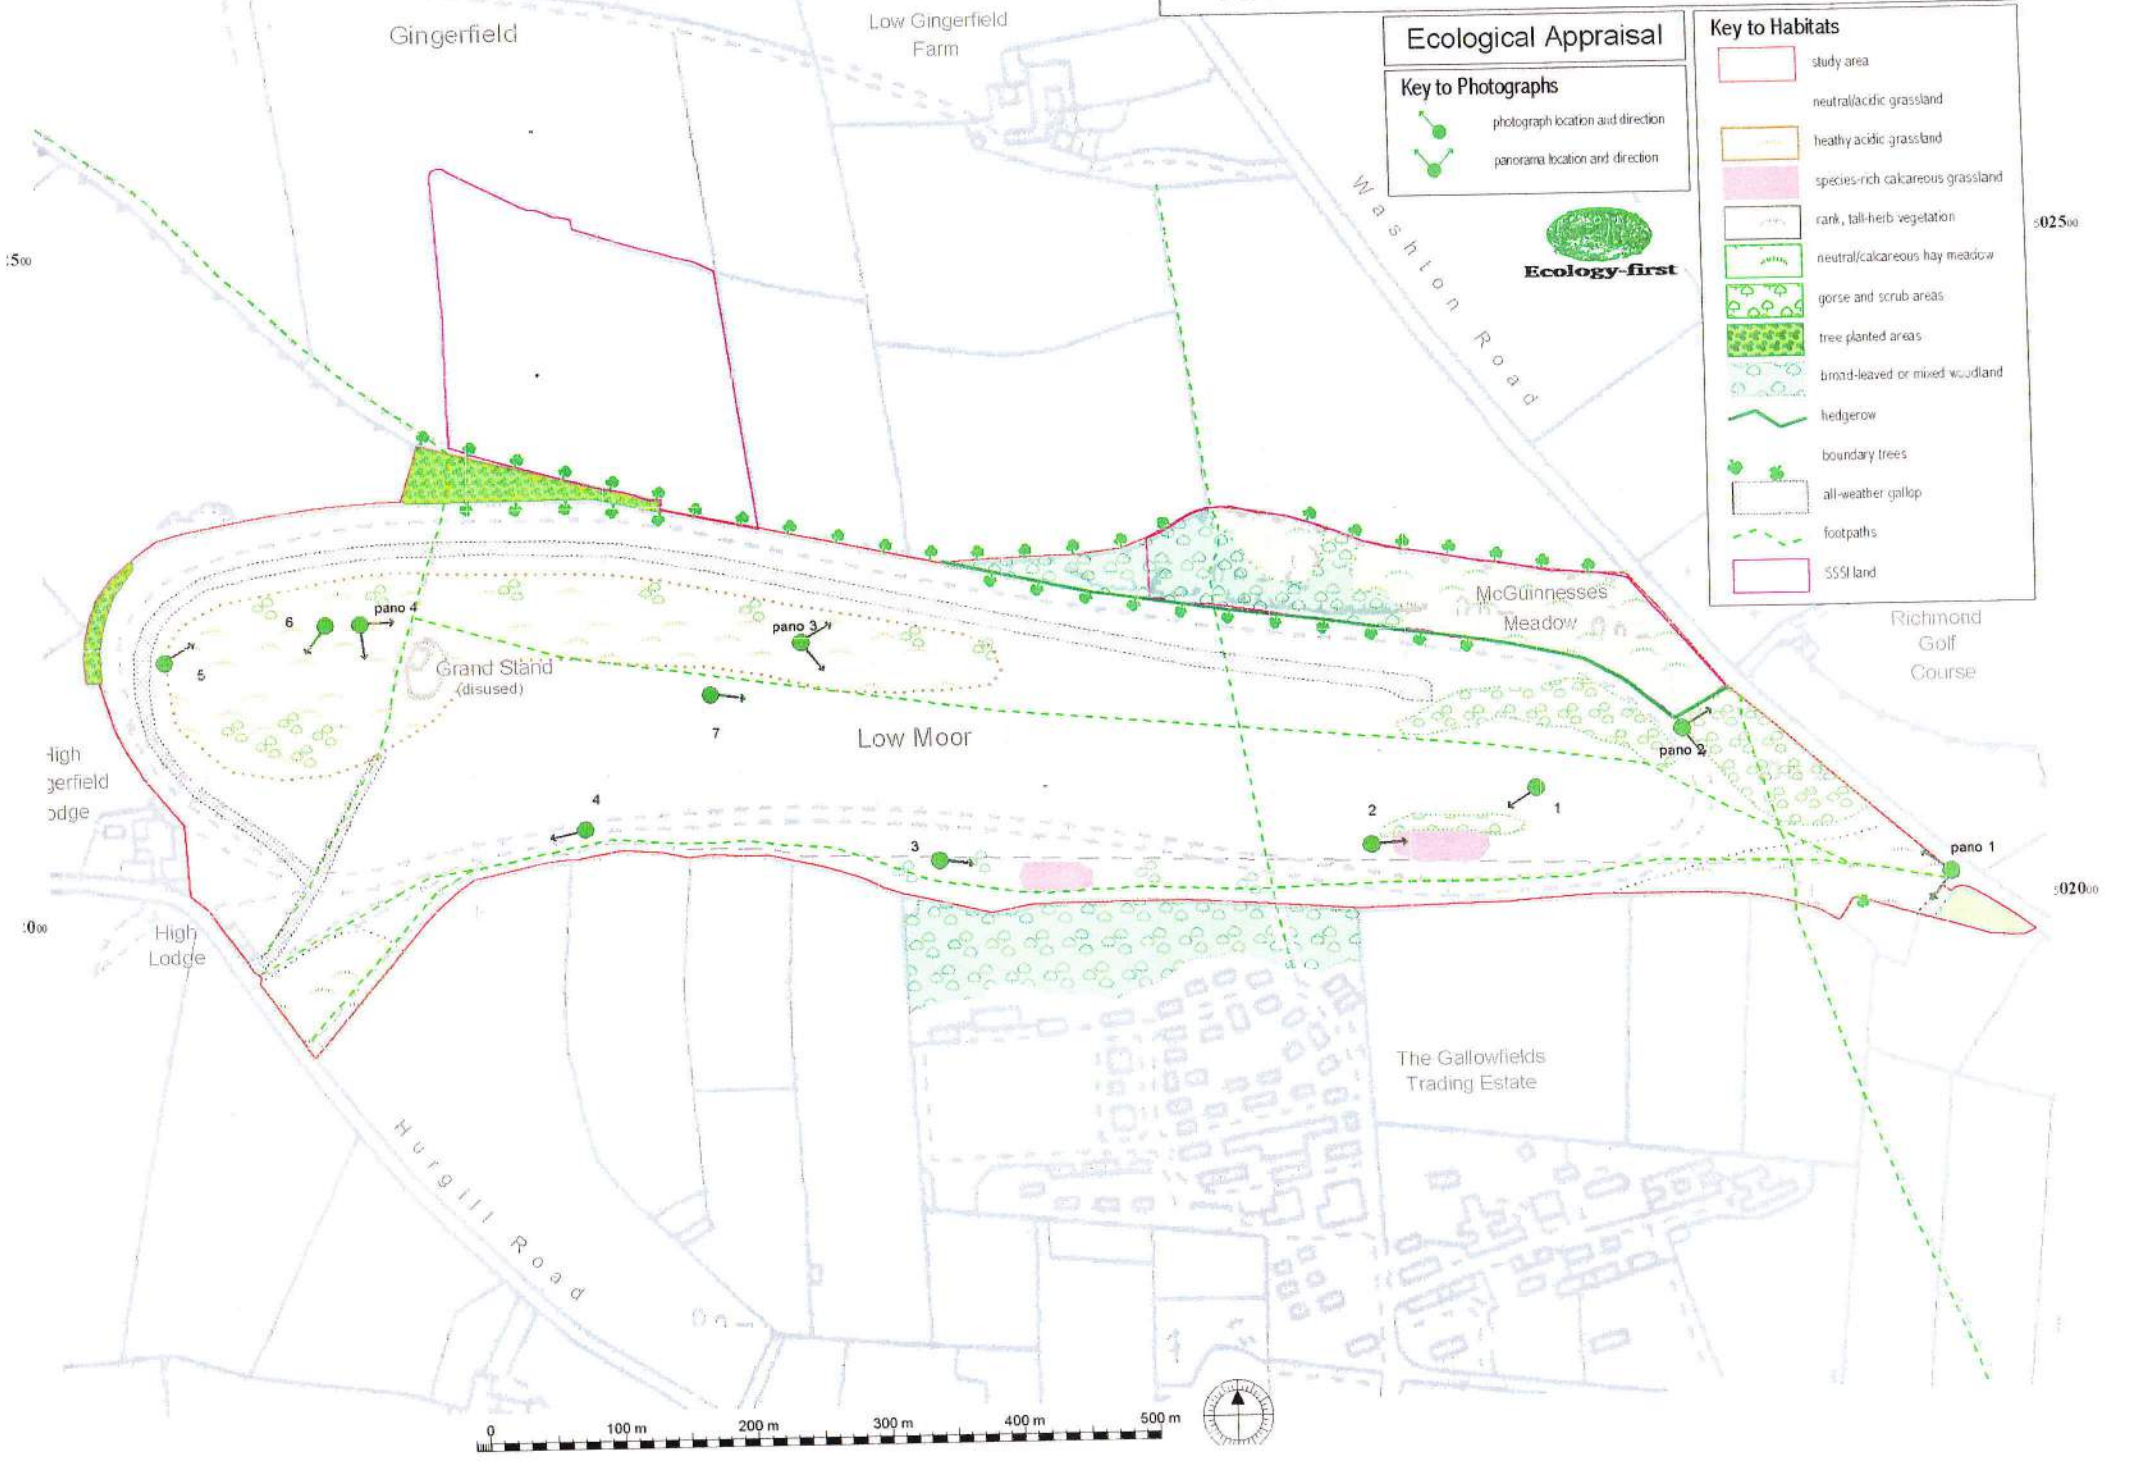 Gingerfield
Low Gingerfield
Farm
Ecological Appraisal
Key to Photographs
photograph location and direction
panorama location and direction
Ecology-first
Key to Habitats
study area
neutral/acidic grassland
heathy acidic grassland
species-rich calcareous grassland
rank, tall-herb vegetation
neutral/calcareous hay meadow
gorse and scrub areas
tree planted areas
broad-leaved or mixed woodland
hedgerow
boundary trees
all-weather gallop
footpaths
SSSI land
502500
Washton Road
McGuinnesses
Meadow
Richmond
Golf
Course
pano 4
6
5
pano 3
Grand Stand
(disused)
7
Low Moor
pano 2
4
3
2
1
pano 1
50200
High
gerfield
odge
High
Lodge
The Gallowfields
Trading Estate
Hurgill Road
0
100 m
200 m
300 m
400 m
500 m